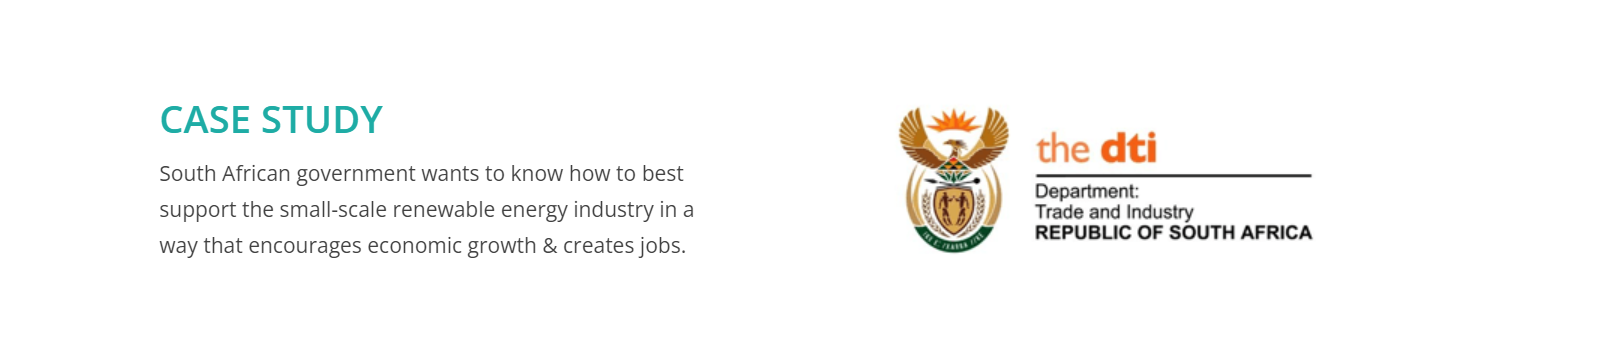 CASE STUDY
South African government wants to know how to best
support the small-scale renewable energy industry in a
way that encourages economic growth & creates jobs.
the dti
Department:
Trade and Industry
REPUBLIC OF SOUTH AFRICA